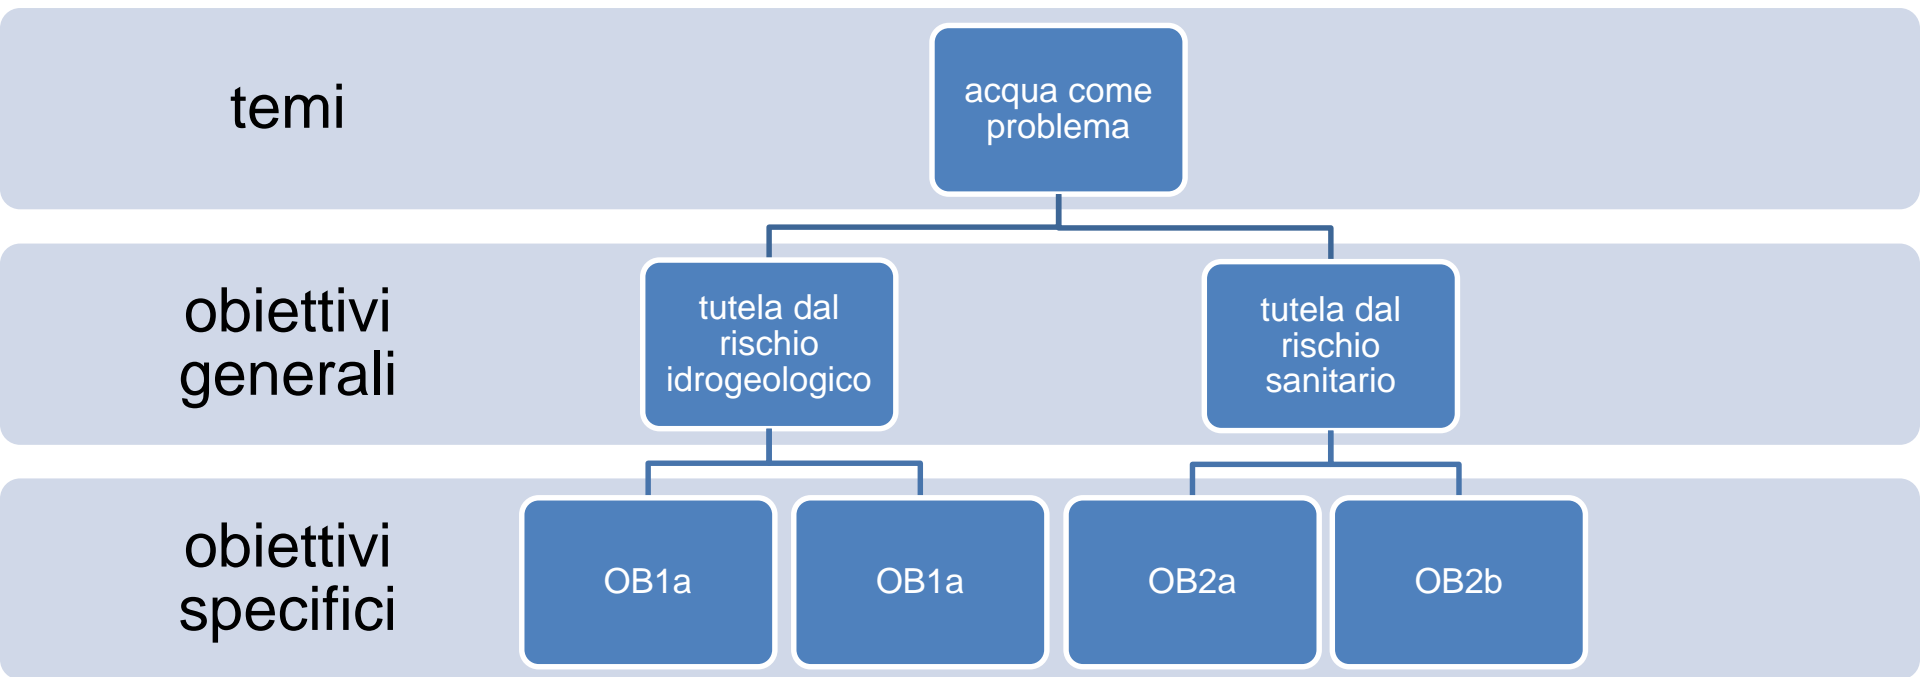 temi
acqua come
problema
obiettivi
generali
tutela dal
rischio
idrogeologico
tutela dal
rischio
sanitario
obiettivi
specifici
OB1a
OB1a
OB2a
OB2b